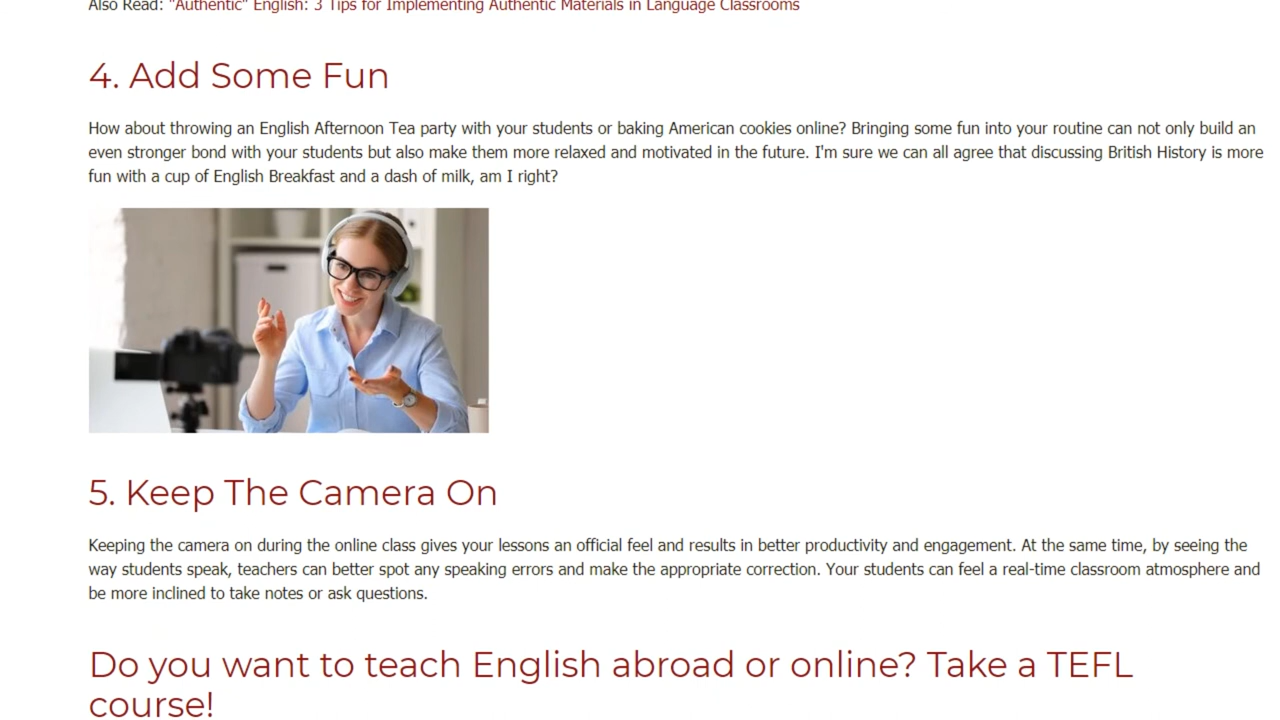 Also Read: "Authentic" English: 3 Tips for Implementing Authentic Materials in Language Classrooms
4. Add Some Fun
How about throwing an English Afternoon Tea party with your students or baking American cookies online? Bringing some fun into your routine can not only build an
even stronger bond with your students but also make them more relaxed and motivated in the future. I'm sure we can all agree that discussing British History is more
fun with a cup of English Breakfast and a dash of milk, am I right?
5. Keep The Camera On
Keeping the camera on during the online class gives your lessons an official feel and results in better productivity and engagement. At the same time, by seeing the
way students speak, teachers can better spot any speaking errors and make the appropriate correction. Your students can feel a real-time classroom atmosphere and
be more inclined to take notes or ask questions.
Do you want to teach English abroad or online? Take a TEFL
course!